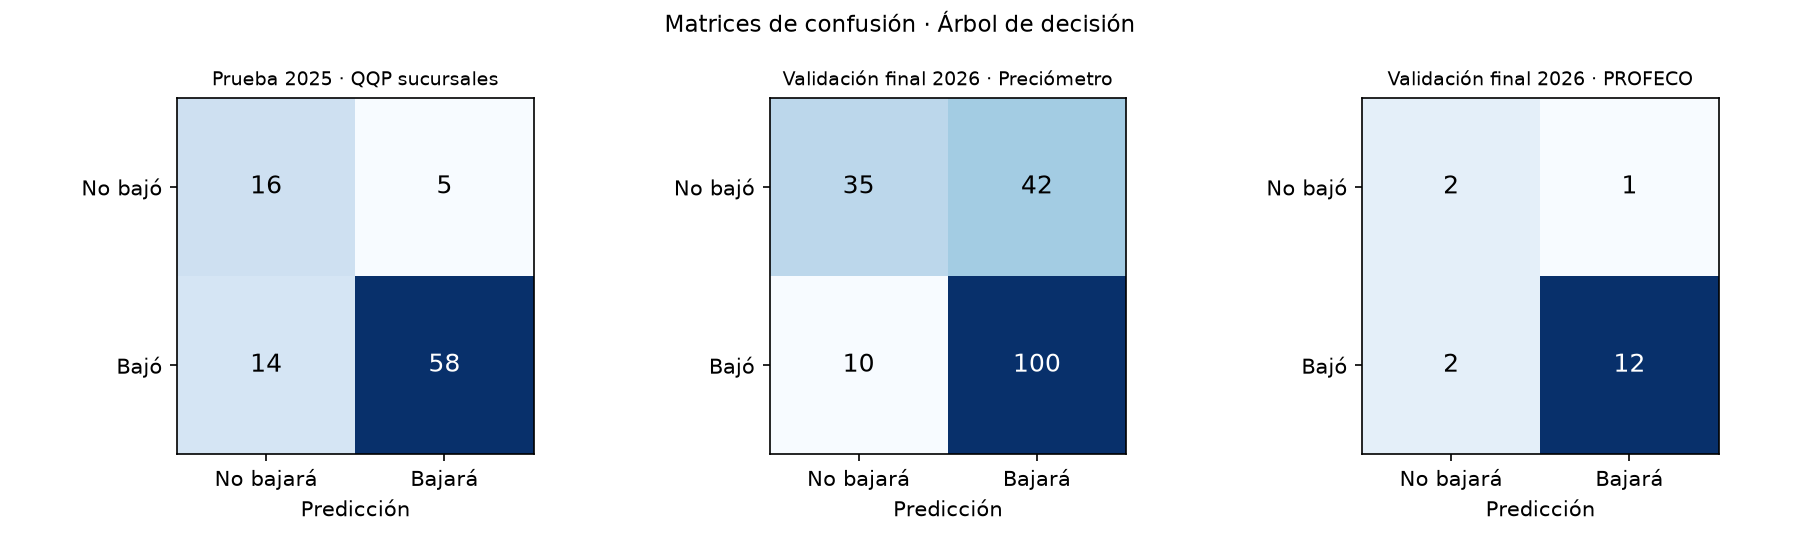 Matrices de confusión · Árbol de decisión
Prueba 2025 · QQP sucursales
No bajó
16
5
Bajó
14
58
No bajará
Bajará
Predicción
Validación final 2026 · Preciómetro
No bajó
35
42
Bajó
10
100
No bajará
Bajará
Predicción
Validación final 2026 · PROFECO
No bajó
2
1
Bajó
2
12
No bajará
Bajará
Predicción